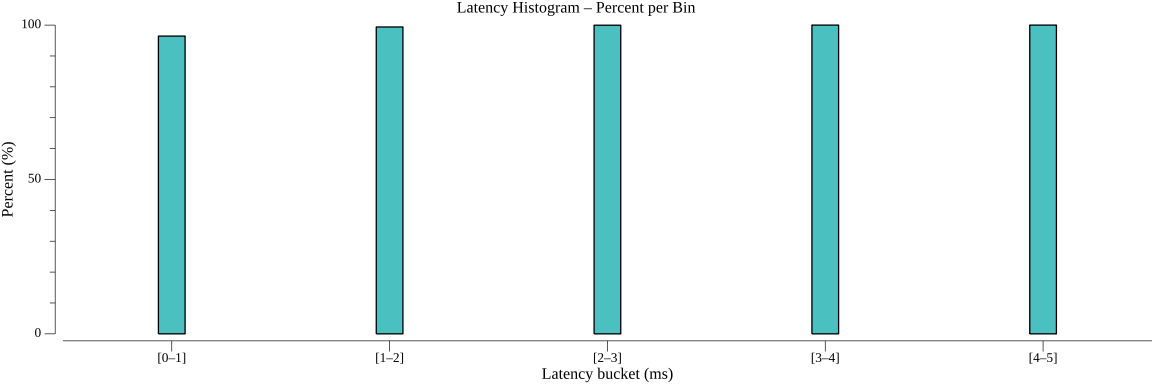 Latency Histogram – Percent per Bin
Percent (%)
100
50
0
[0–1] [1–2] [2–3] [3–4] [4–5]
Latency bucket (ms)